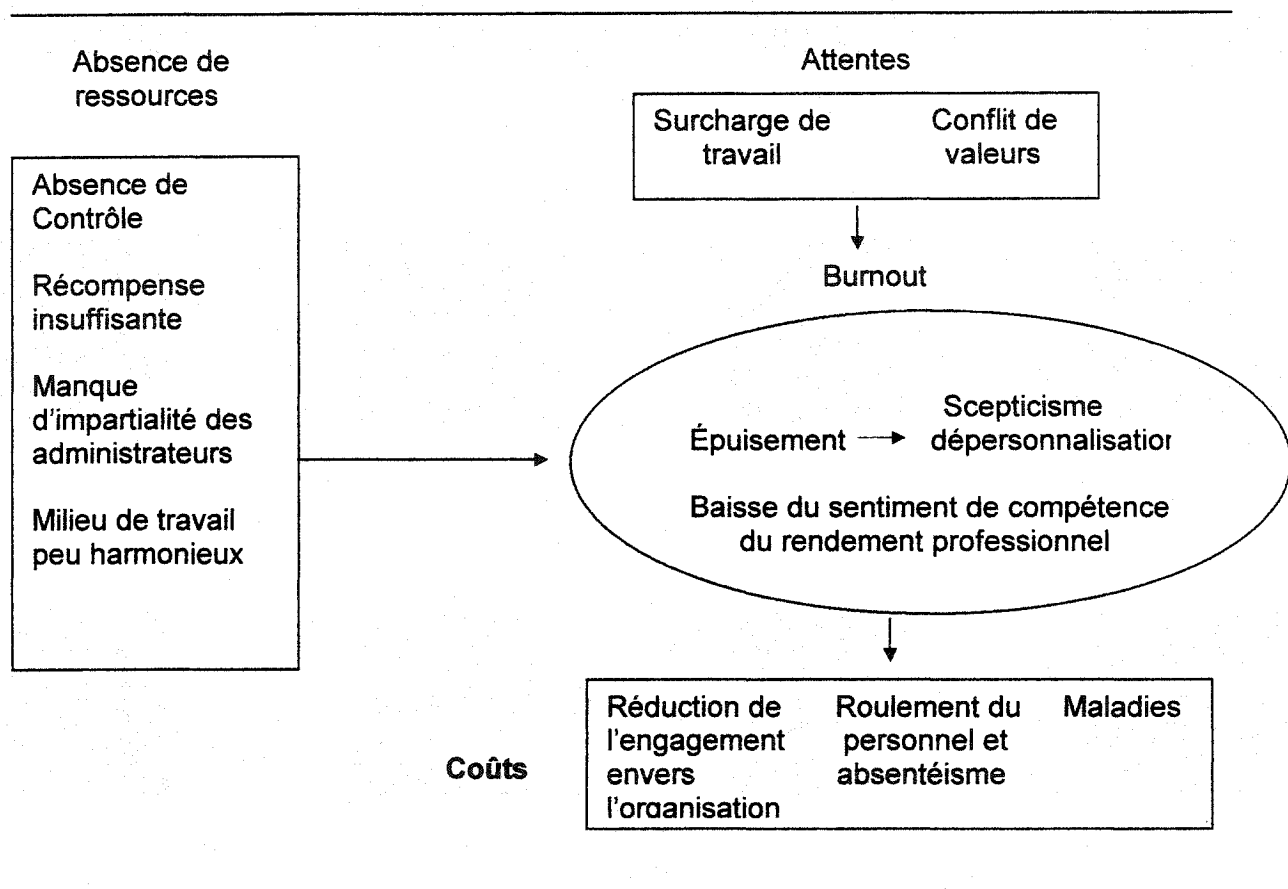 Absence de
ressources
Absence de
Contrôle
Récompense
insuffisante
Manque
d'impartialité des
administrateurs
Milieu de travail
peu harmonieux
Attentes
Surcharge de
travail
Conflit de
valeurs
Burnout
Épuisement
Scepticisme
dépersonnalisation
Baisse du sentiment de compétence
du rendement professionnel
Coûts
Réduction de
l'engagement
envers
l'organisation
Roulement du
personnel et
absentéisme
Maladies